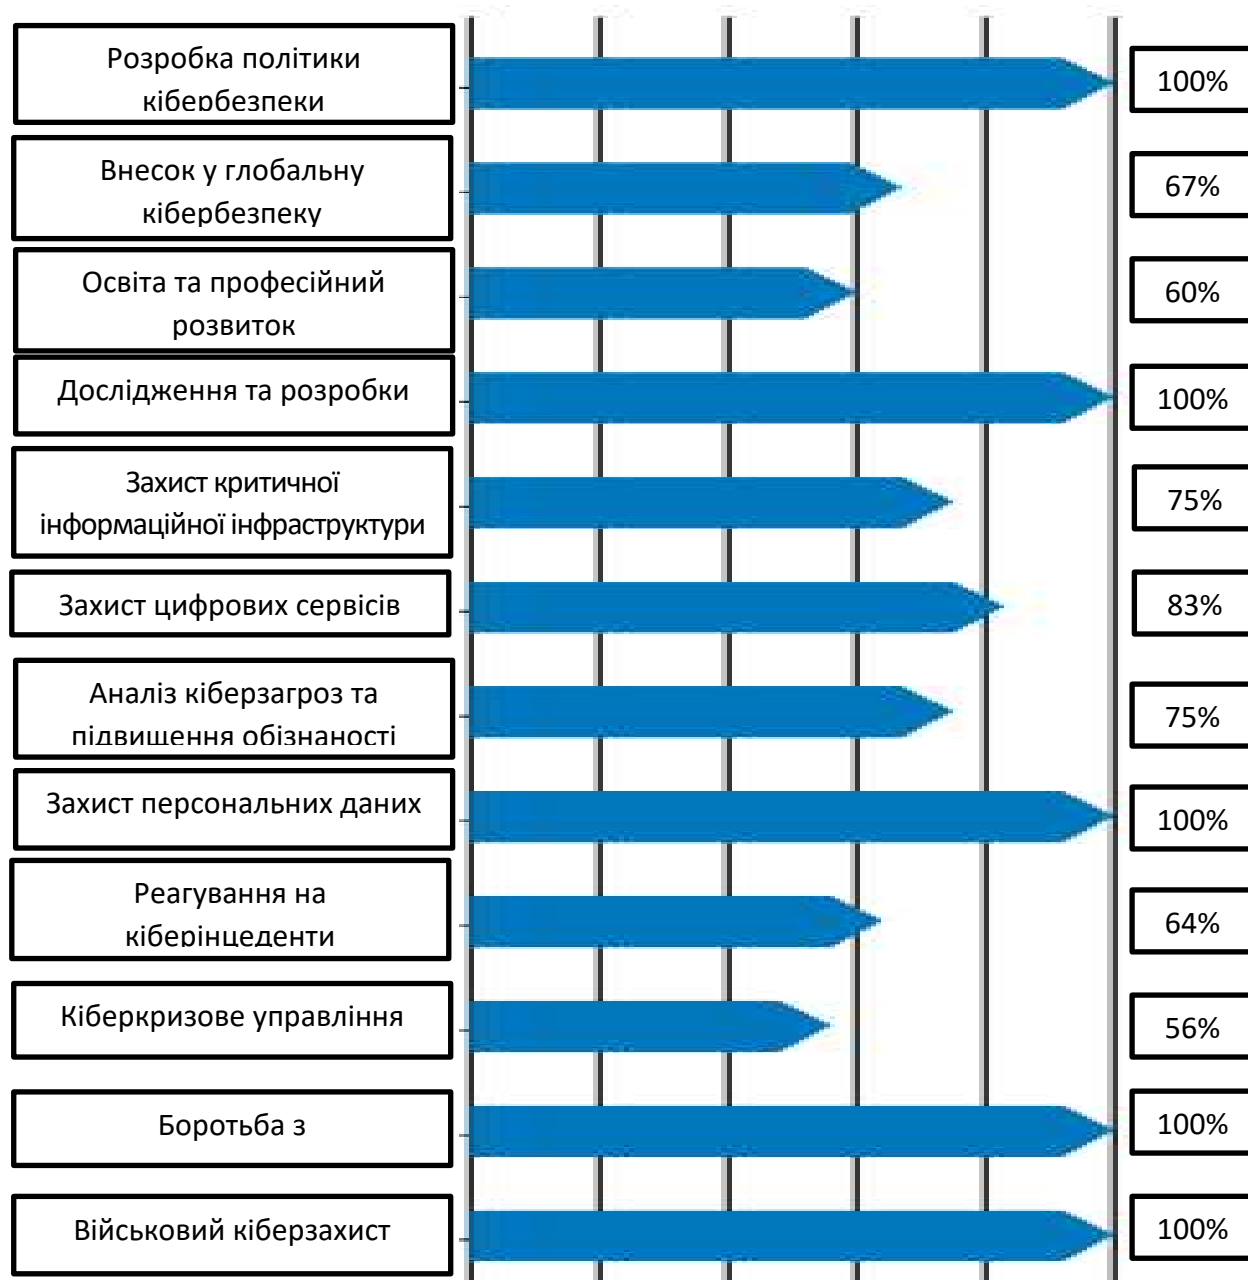 Розробка політики
кібербезпеки
100%
Внесок у глобальну
кібербезпеку
67%
Освіта та професійний
розвиток
60%
Дослідження та розробки
100%
Захист критичної
інформаційної інфраструктури
75%
Захист цифрових сервісів
83%
Аналіз кіберзагроз та
підвищення обізнаності
75%
Захист персональних даних
100%
Реагування на
кіберінцеденти
64%
Кіберкризове управління
56%
Боротьба з
100%
Військовий кіберзахист
100%